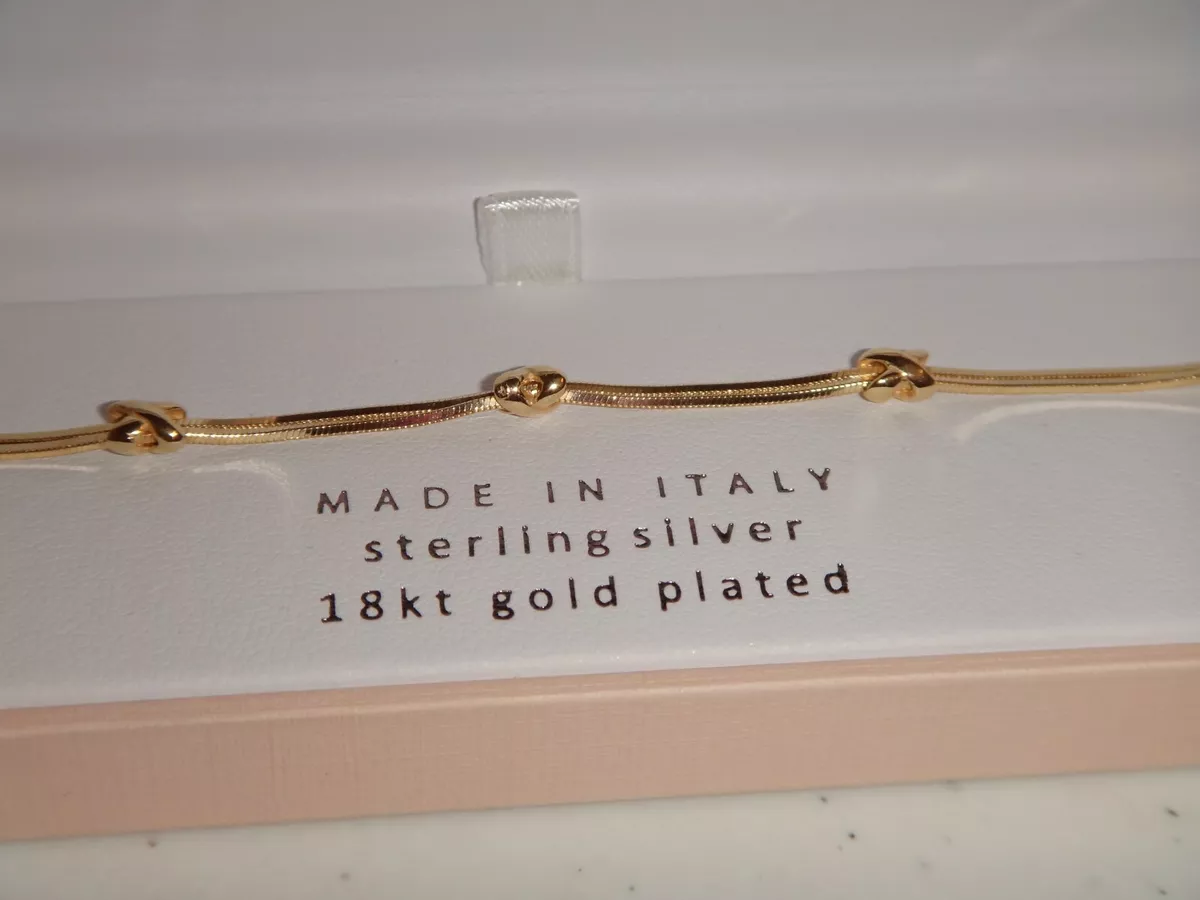 MADE IN ITALY
sterling silver
18kt gold plated